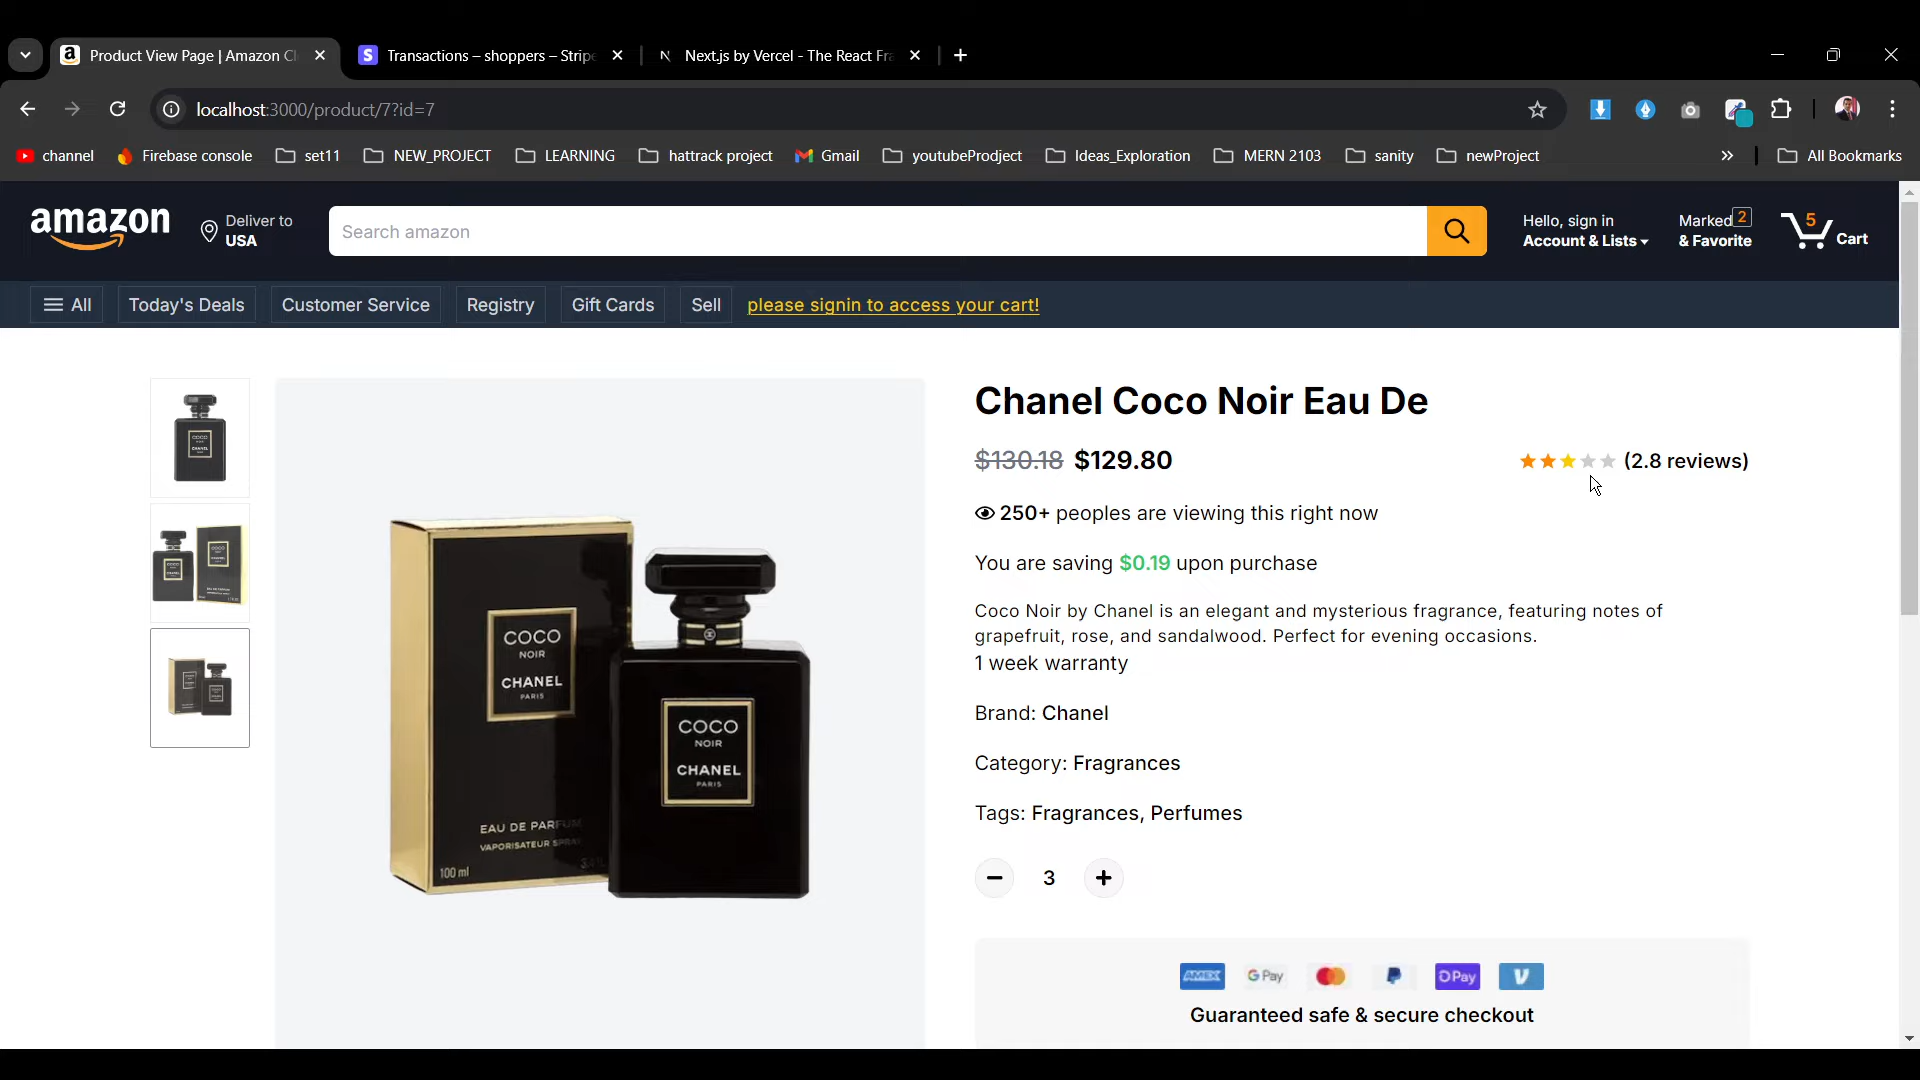 Product View Page | Amazon Cl
Transactions – shoppers – Stripe
Next.js by Vercel - The React Fra
localhost:3000/product/7?id=7
channel
Firebase console
set11
NEW_PROJECT
LEARNING
hattrack project
Gmail
youtubeProdject
Ideas_Exploration
MERN 2103
sanity
newProject
»
All Bookmarks
amazon
Deliver to
USA
Search amazon
Hello, sign in
Account & Lists
Marked 2
& Favorite
5
Cart
All
Today's Deals
Customer Service
Registry
Gift Cards
Sell
please signin to access your cart!
Chanel Coco Noir Eau De
$130.18 $129.80
(2.8 reviews)
250+ peoples are viewing this right now
You are saving $0.19 upon purchase
Coco Noir by Chanel is an elegant and mysterious fragrance, featuring notes of
grapefruit, rose, and sandalwood. Perfect for evening occasions.
1 week warranty
Brand: Chanel
Category: Fragrances
Tags: Fragrances, Perfumes
3
AMEX
G Pay
O Pay
Guaranteed safe & secure checkout
COCO
NOIR
CHANEL
PARIS
EAU DE PARFUM
VAPORISATEUR SPRAY
100 ml
COCO
NOIR
CHANEL
PARIS